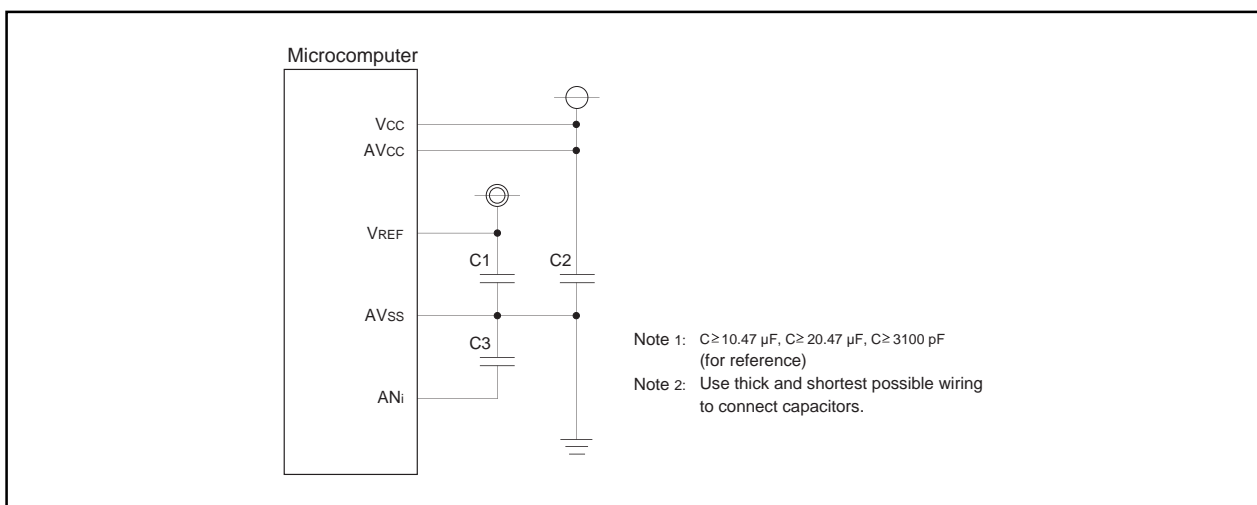 Microcomputer
VCC
AVCC
VREF
C1
C2
AVSS
C3
ANi
Note 1: C≥10.47 µF, C≥ 20.47 µF, C≥ 3100 pF
(for reference)
Note 2: Use thick and shortest possible wiring
to connect capacitors.